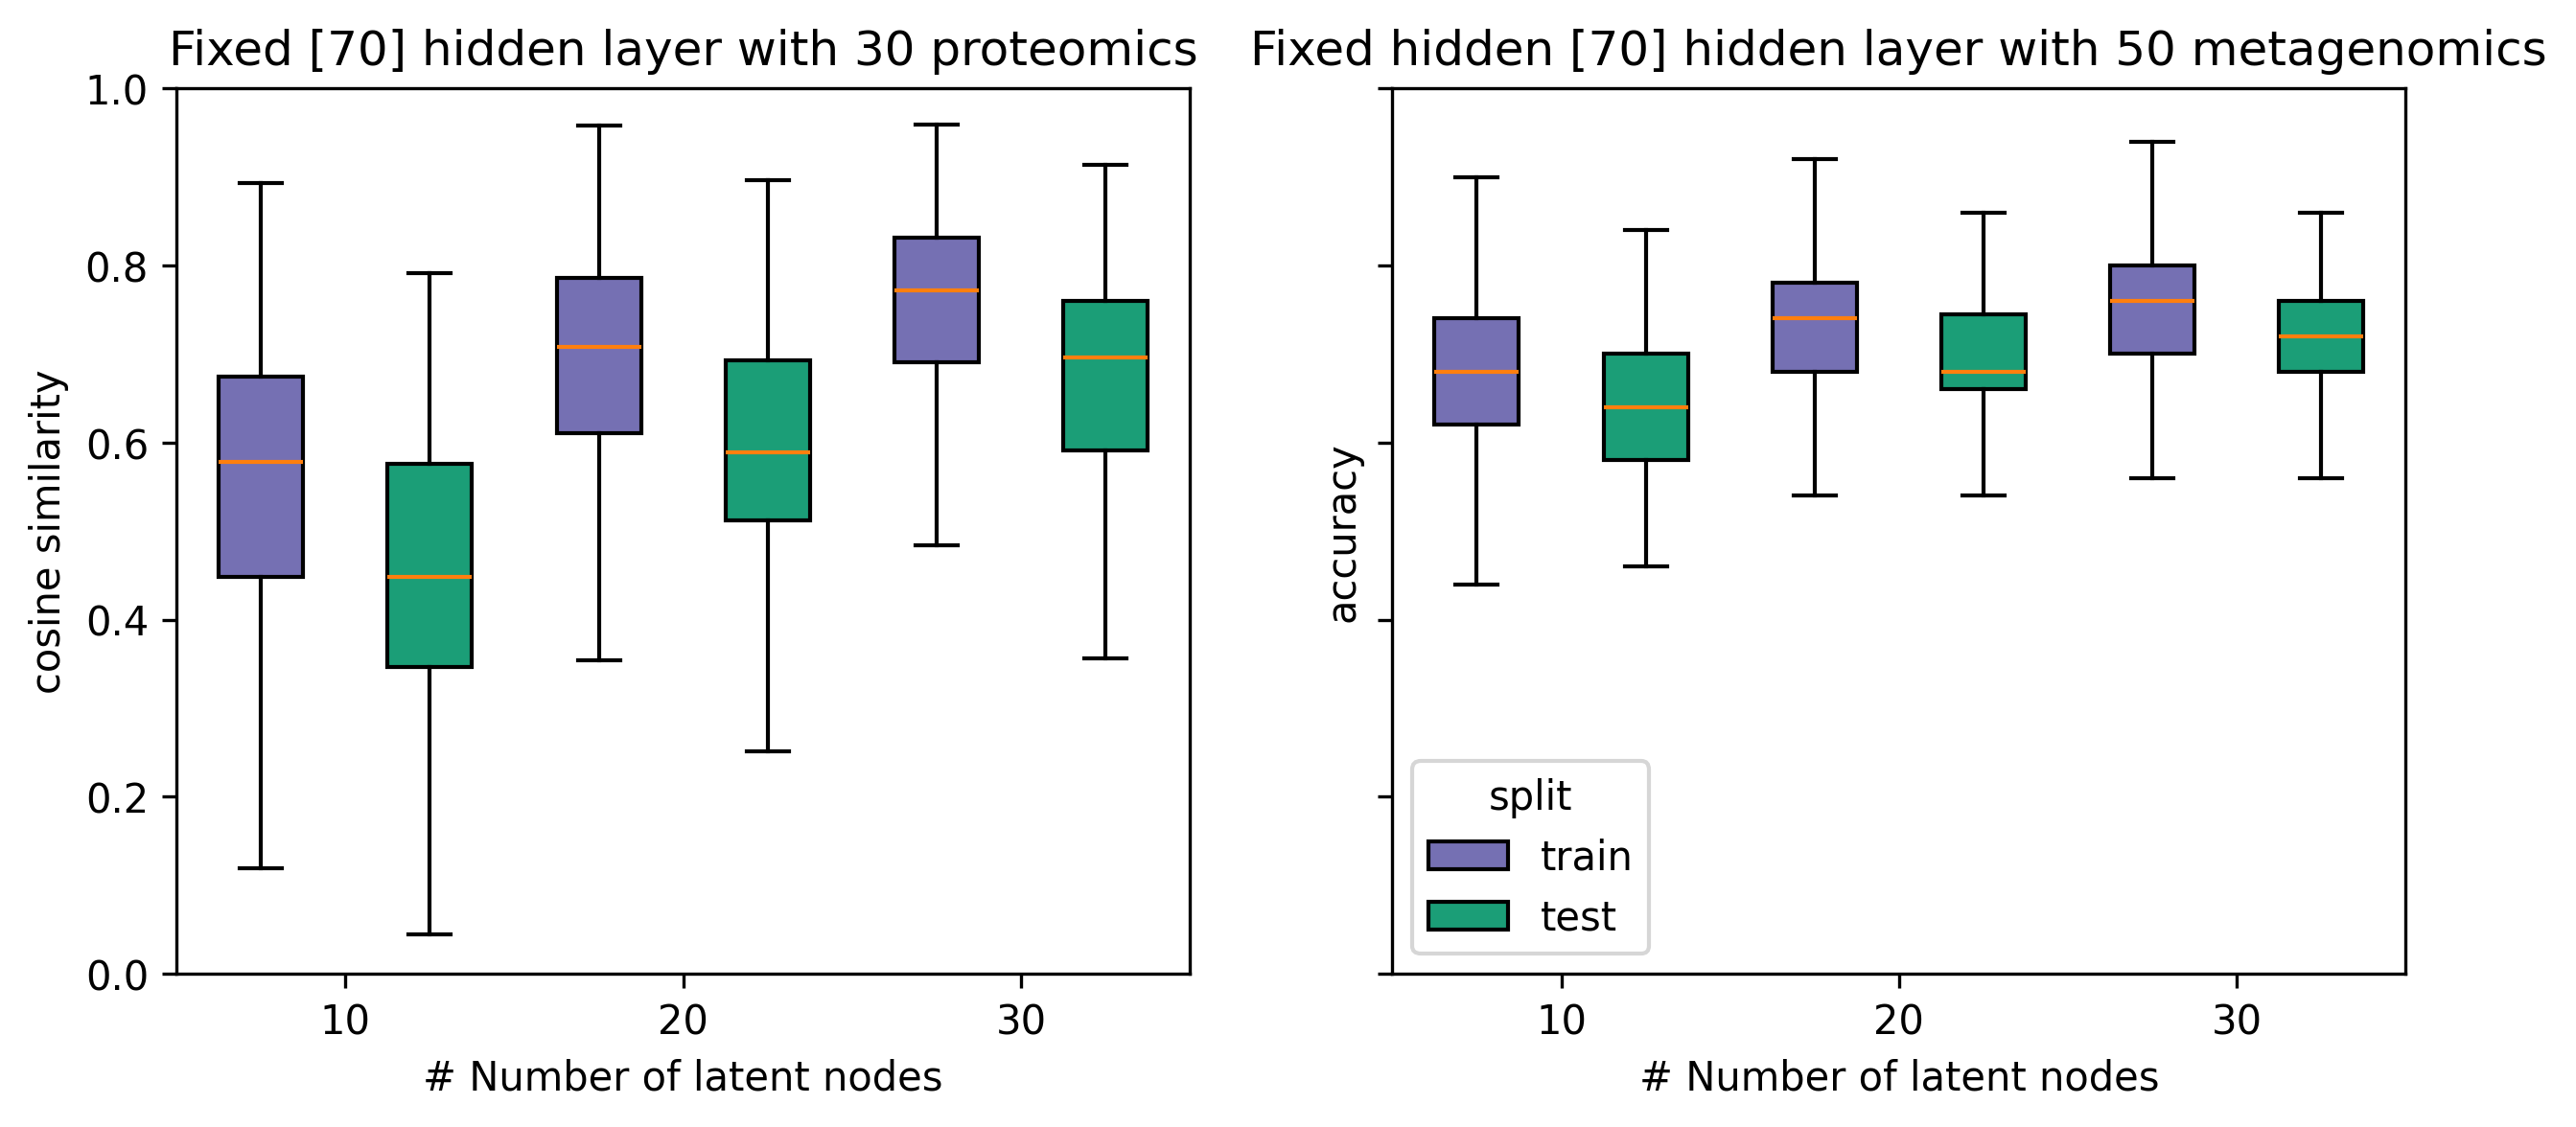 Fixed [70] hidden layer with 30 proteomics
1.0
0.8
0.6
0.4
0.2
0.0
cosine similarity
10 20 30
# Number of latent nodes
Fixed hidden [70] hidden layer with 50 metagenomics
accuracy
split
train
test
10 20 30
# Number of latent nodes